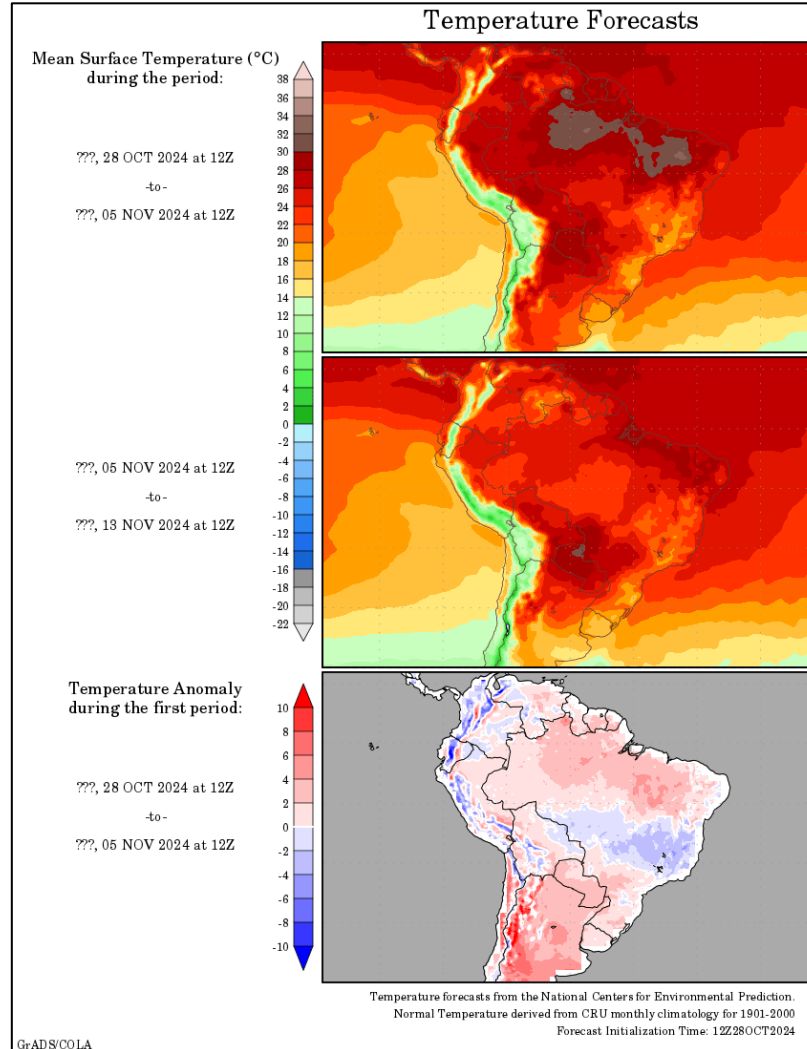 Temperature Forecasts
Mean Surface Temperature (°C)
during the period:
???, 28 OCT 2024 at 12Z
-to-
???, 05 NOV 2024 at 12Z
38
36
34
32
30
28
26
24
22
20
18
16
14
12
10
8
6
4
2
0
-2
-4
-6
-8
-10
-12
-14
-16
-18
-20
-22
???, 05 NOV 2024 at 12Z
-to-
???, 13 NOV 2024 at 12Z
Temperature Anomaly
during the first period:
???, 28 OCT 2024 at 12Z
-to-
???, 05 NOV 2024 at 12Z
10
8
6
4
2
0
-2
-4
-6
-8
-10
Temperature forecasts from the National Centers for Environmental Prediction.
Normal Temperature derived from CRU monthly climatology for 1901-2000
Forecast Initialization Time: 12Z28OCT2024
GrADS/COLA